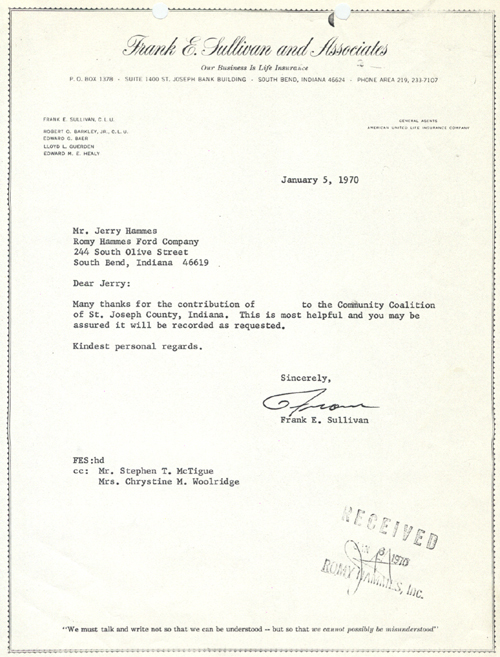 Frank E. Sullivan and Associates
Our Business Is Life Insurance
P. O. BOX 1378 - SUITE 1400 ST. JOSEPH BANK BUILDING - SOUTH BEND, INDIANA 46624 - PHONE AREA 219, 233-7107
FRANK E. SULLIVAN, C. L. U.
ROBERT O. BARKLEY, JR., C. L. U.
EDWARD G. BAER
LLOYD L. GUERDEN
EDWARD M. E. HEALY
GENERAL AGENTS
AMERICAN UNITED LIFE INSURANCE COMPANY
January 5, 1970
Mr. Jerry Hammes
Romy Hammes Ford Company
244 South Olive Street
South Bend, Indiana 46619
Dear Jerry:
Many thanks for the contribution of to the Community Coalition
of St. Joseph County, Indiana. This is most helpful and you may be
assured it will be recorded as requested.
Kindest personal regards.
Sincerely,
Frank
Frank E. Sullivan
FES:hd
cc: Mr. Stephen T. McTigue
Mrs. Chrystine M. Woolridge
RECEIVED
1970
ROMY HAMMES, Inc.
"We must talk and write not so that we can be understood -- but so that we cannot possibly be misunderstood"